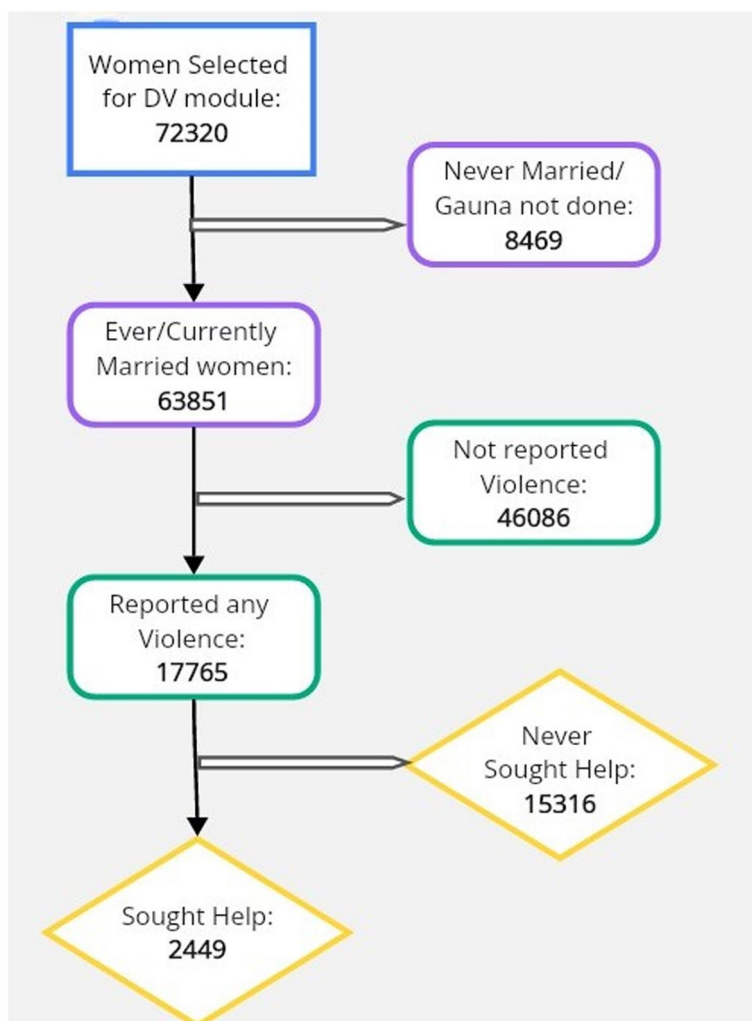 Women Selected
for DV module:
72320
Never Married/
Gauna not done:
8469
Ever/Currently
Married women:
63851
Not reported
Violence:
46086
Reported any
Violence:
17765
Never
Sought Help:
15316
Sought Help:
2449